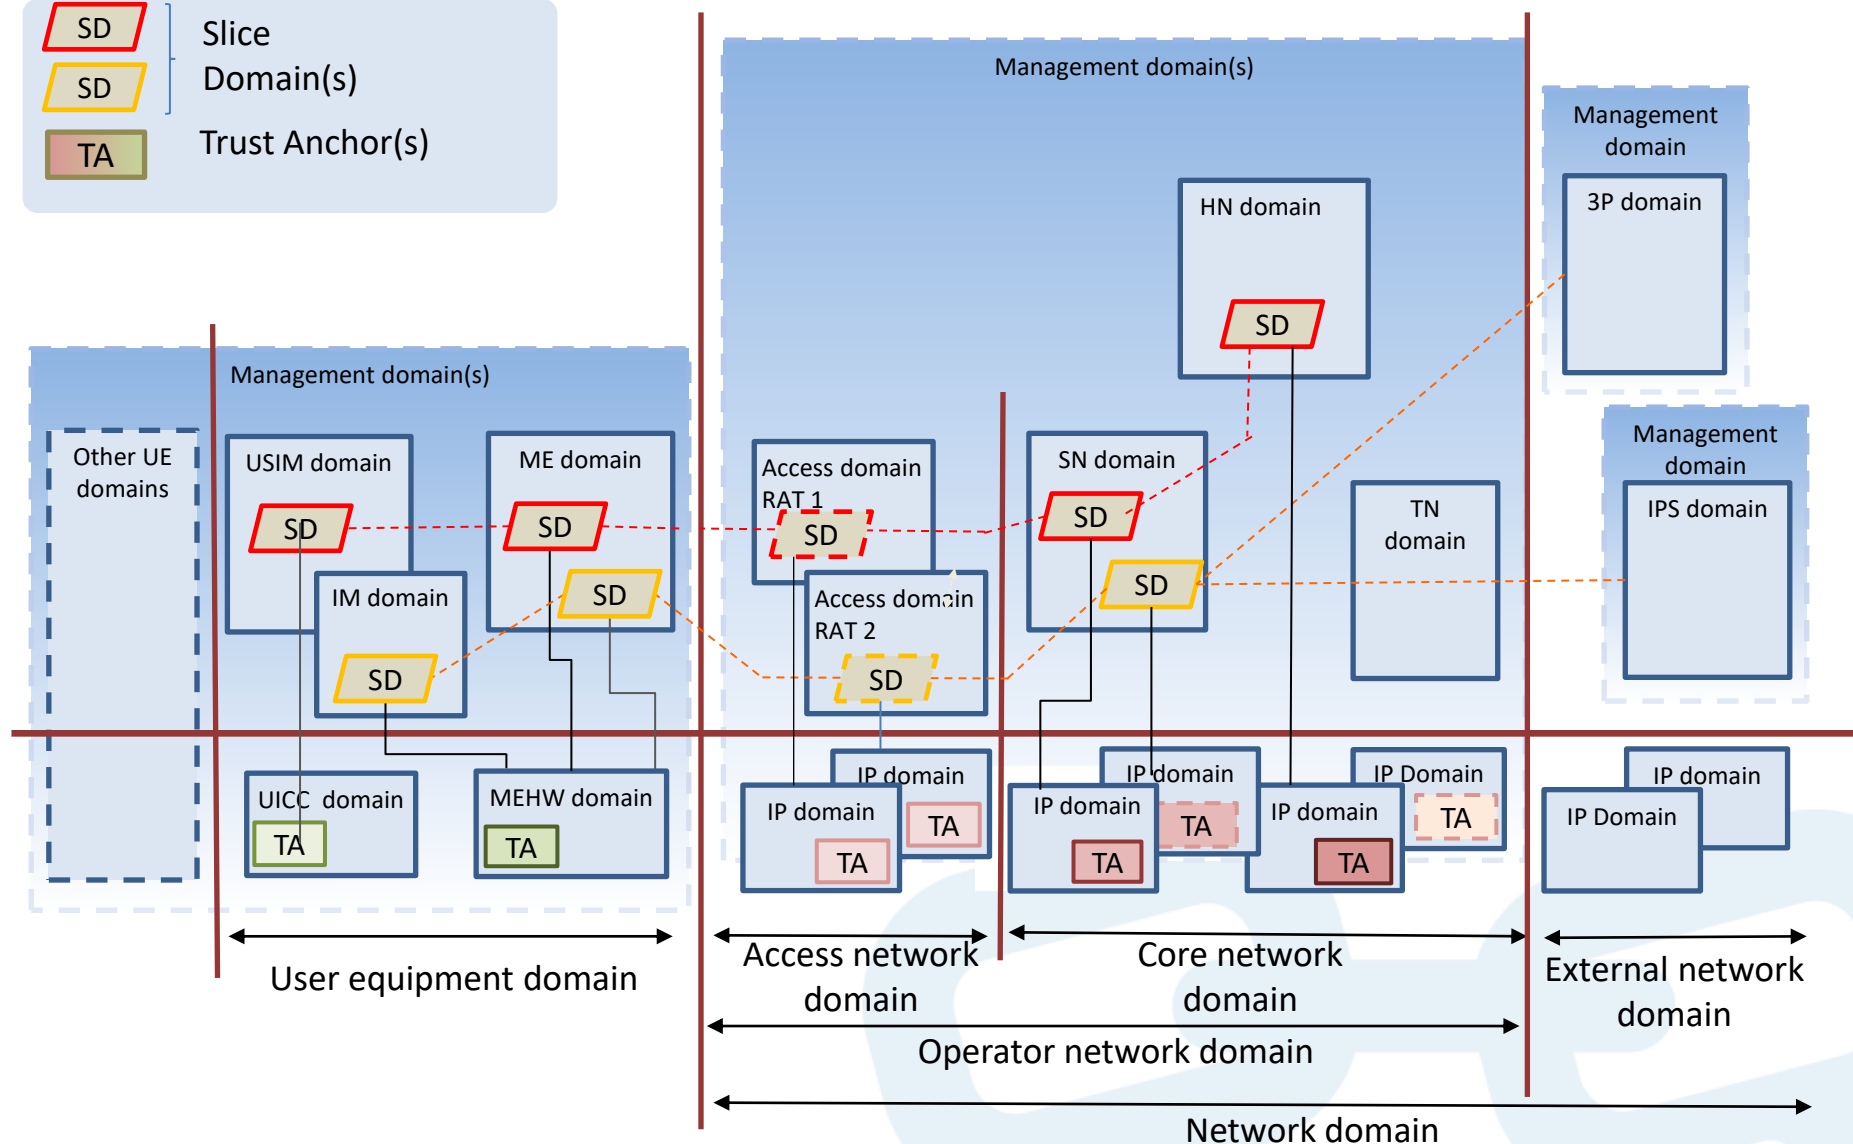 SD
Slice
SD
Domain(s)
TA
Trust Anchor(s)
Management domain(s)
Management
domain
3P domain
HN domain
SD
Management domain(s)
Other UE
domains
USIM domain
SD
IM domain
SD
ME domain
SD
SD
Access domain
RAT 1
SD
Access domain
RAT 2
SD
SN domain
SD
SD
TN
domain
Management
domain
IPS domain
UICC domain
TA
MEHW domain
TA
IP domain
TA
IP domain
TA
IP domain
TA
IP domain
TA
IP Domain
TA
IP domain
TA
IP domain
IP Domain
User equipment domain
Access network
domain
Core network
domain
External network
domain
Operator network domain
Network domain